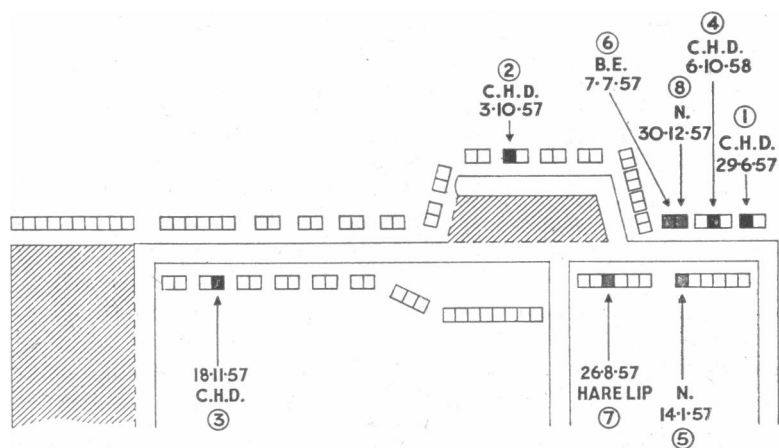 ④
C.H.D.
6·10·58
⑥
B.E.
7·7·57
②
C.H.D.
3·10·57
⑧
N.
30·12·57
①
C.H.D.
29·6·57
18·11·57
C.H.D.
③
26·8·57
HARE LIP
⑦
N.
14·1·57
⑤